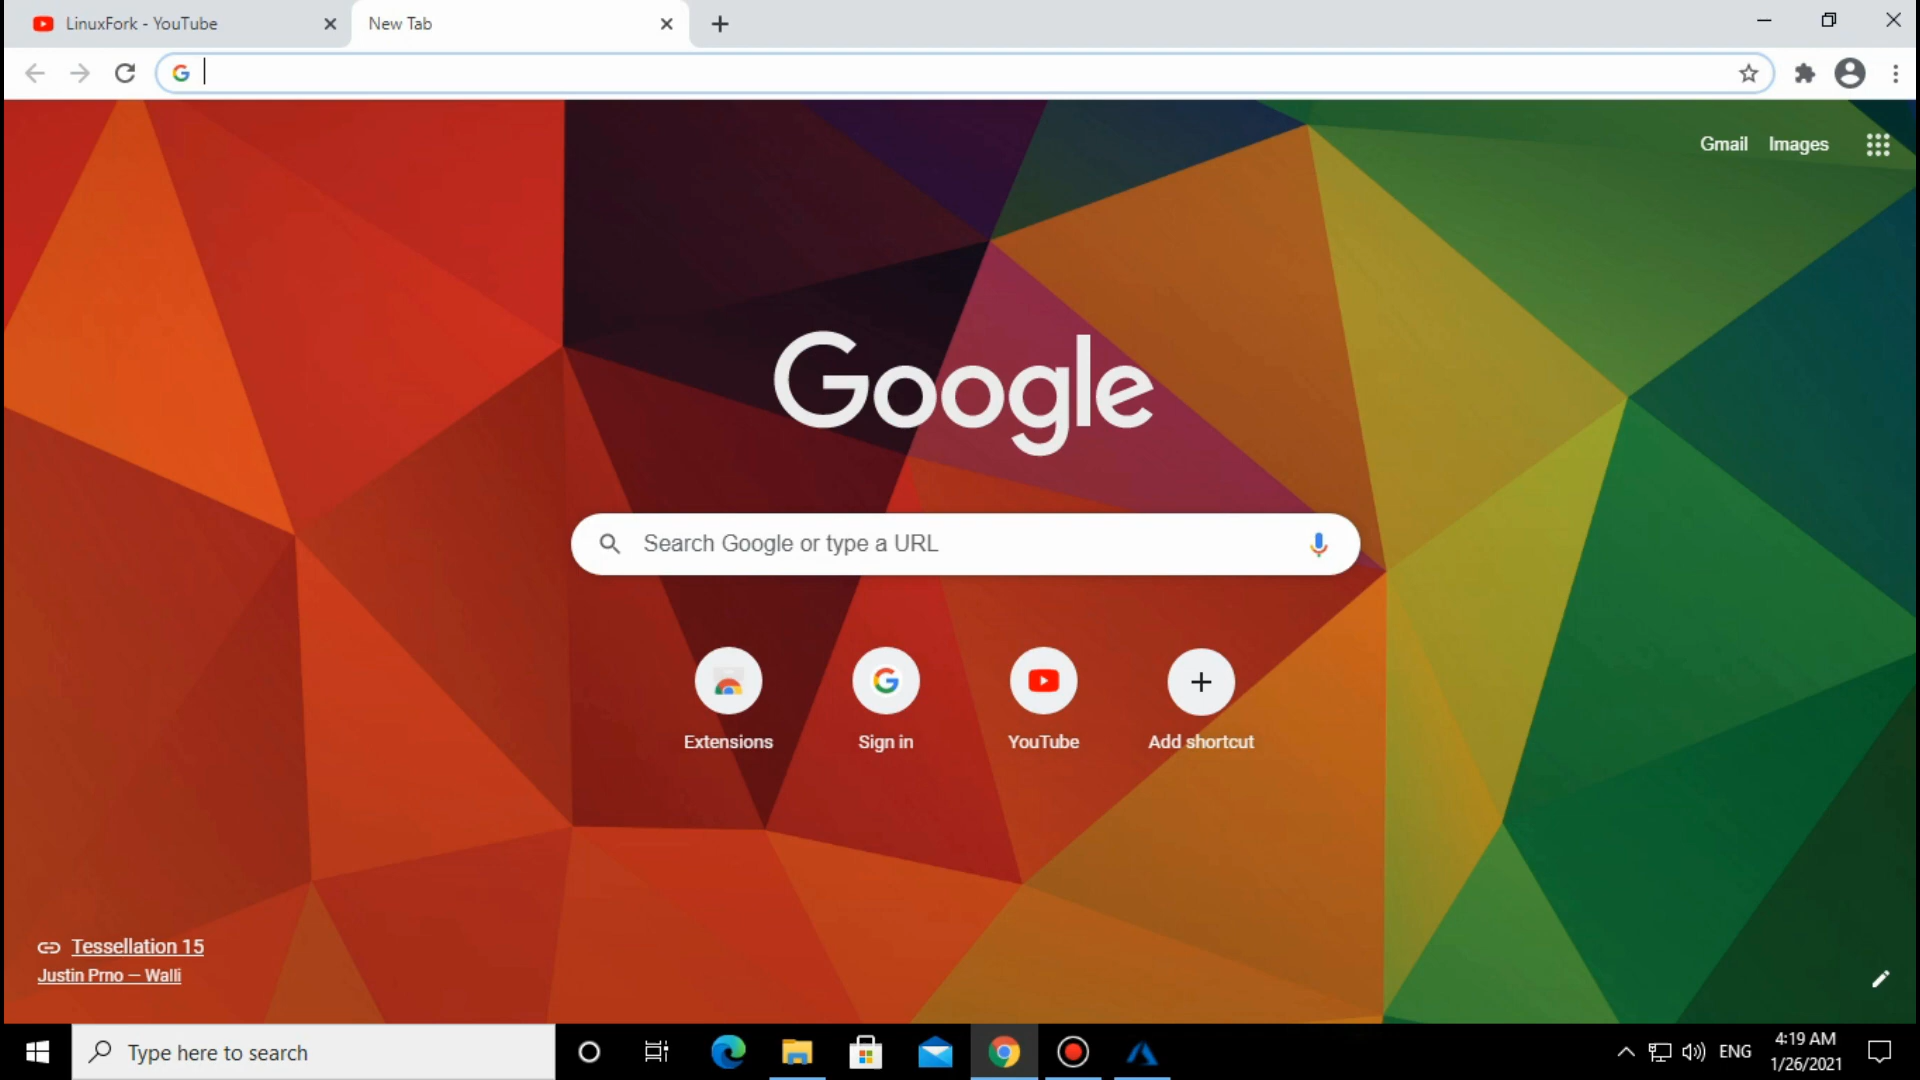 LinuxFork - YouTube
New Tab
Gmail Images
Google
Search Google or type a URL
Extensions
Sign in
YouTube
Add shortcut
Tessellation 15
Justin Prno — Walli
Type here to search
ENG
4:19 AM
1/26/2021